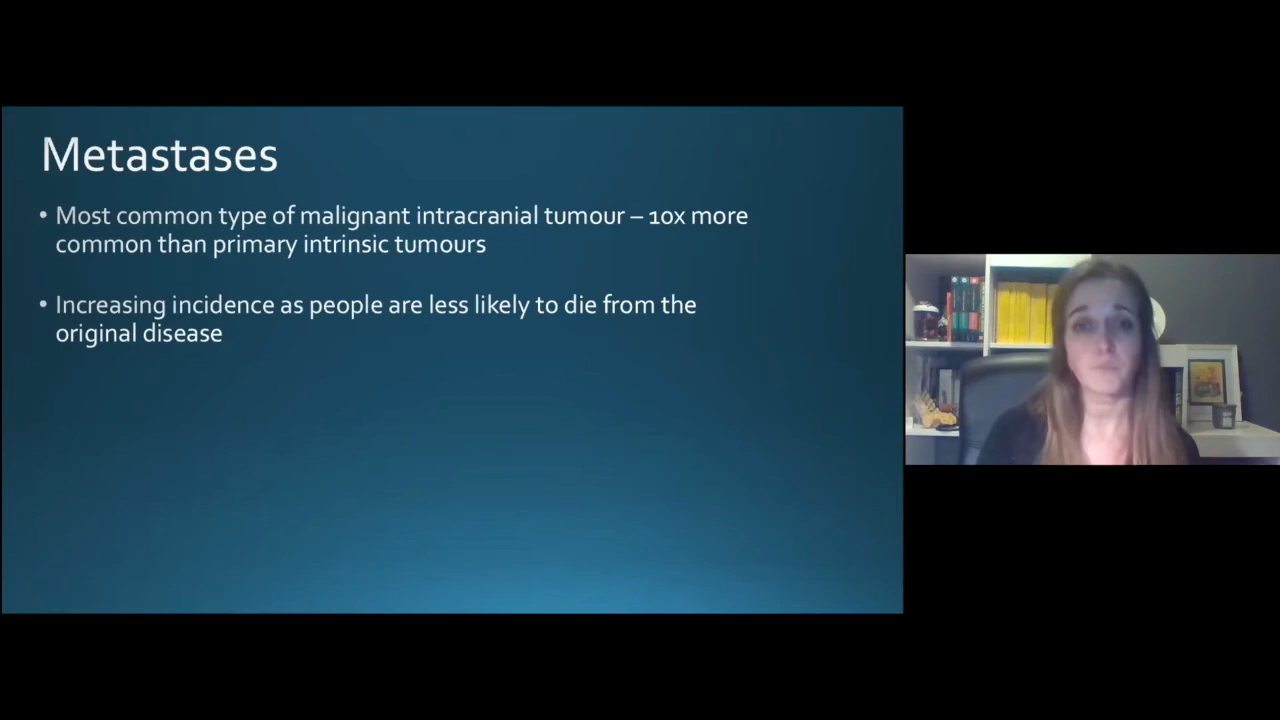 Metastases
• Most common type of malignant intracranial tumour – 10x more
common than primary intrinsic tumours
• Increasing incidence as people are less likely to die from the
original disease